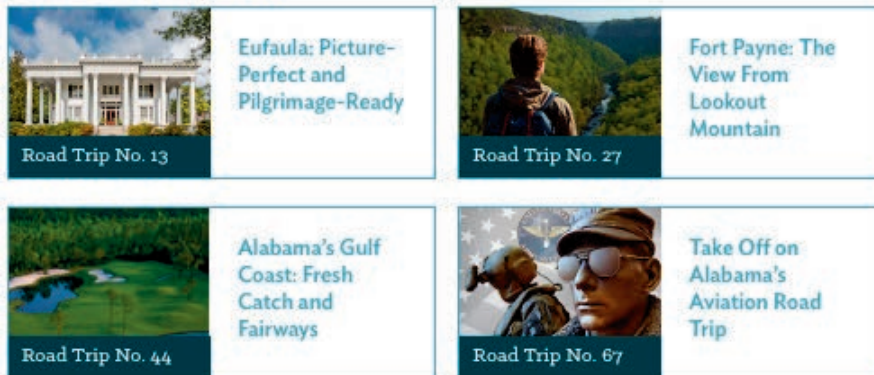 Eufaula: Picture-
Perfect and
Pilgrimage-Ready
Road Trip No. 13
Fort Payne: The
View From
Lookout
Mountain
Road Trip No. 27
Alabama's Gulf
Coast: Fresh
Catch and
Fairways
Road Trip No. 44
Take Off on
Alabama's
Aviation Road
Trip
Road Trip No. 67